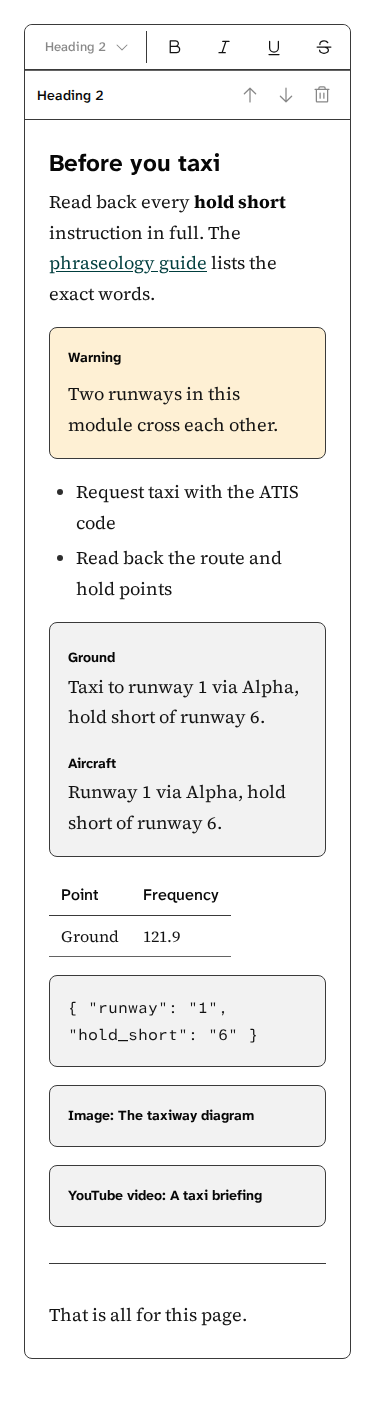 Heading 2
B I U S
Heading 2
Before you taxi
Read back every hold short
instruction in full. The
phraseology guide lists the
exact words.
Warning
Two runways in this
module cross each other.
Request taxi with the ATIS
code
Read back the route and
hold points
Ground
Taxi to runway 1 via Alpha,
hold short of runway 6.
Aircraft
Runway 1 via Alpha, hold
short of runway 6.
Point Frequency
Ground 121.9
{ "runway": "1",
"hold_short": "6" }
Image: The taxiway diagram
YouTube video: A taxi briefing
That is all for this page.